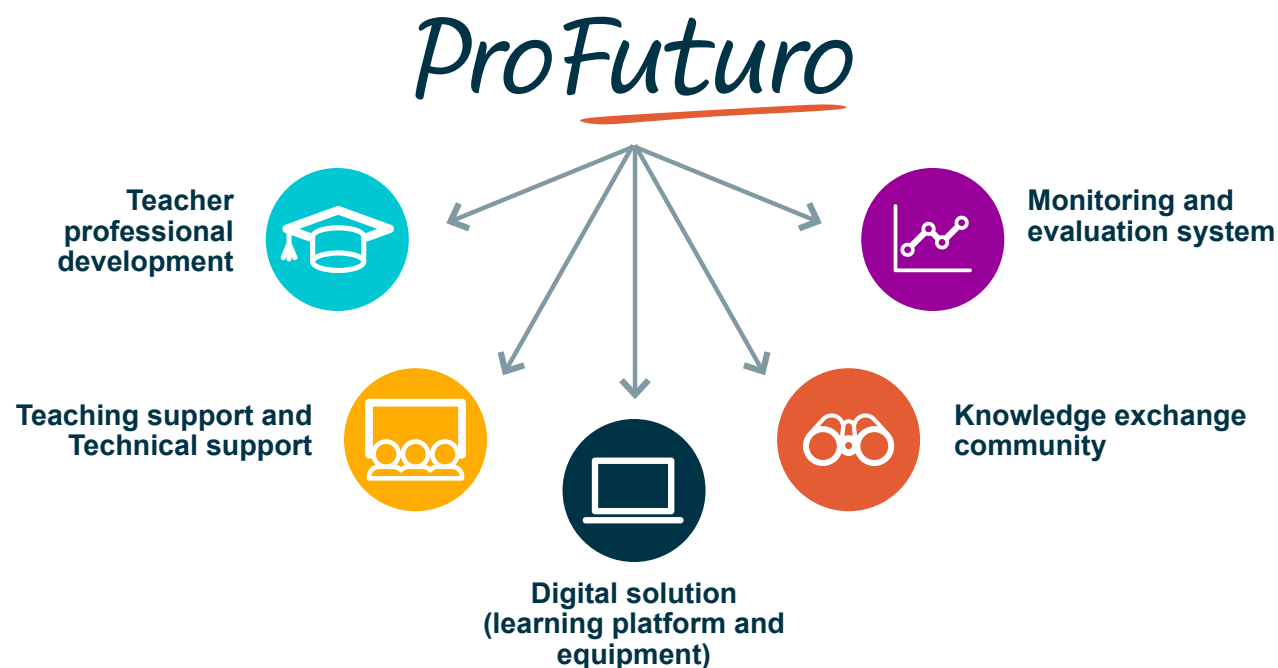 ProFuturo
Teacher
professional
development
Monitoring and
evaluation system
Teaching support and
Technical support
Knowledge exchange
community
Digital solution
(learning platform and
equipment)